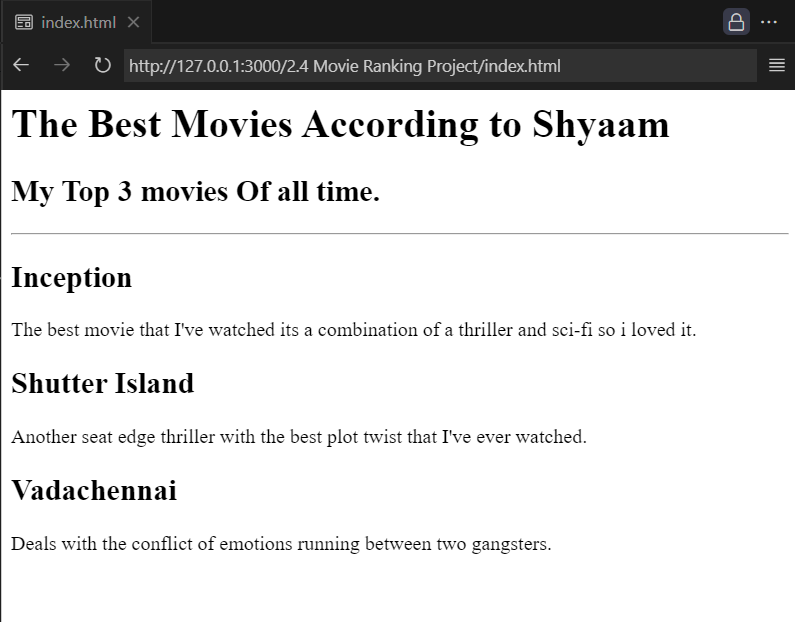 index.html
http://127.0.0.1:3000/2.4 Movie Ranking Project/index.html
The Best Movies According to Shyaam
My Top 3 movies Of all time.
Inception
The best movie that I've watched its a combination of a thriller and sci-fi so i loved it.
Shutter Island
Another seat edge thriller with the best plot twist that I've ever watched.
Vadachennai
Deals with the conflict of emotions running between two gangsters.